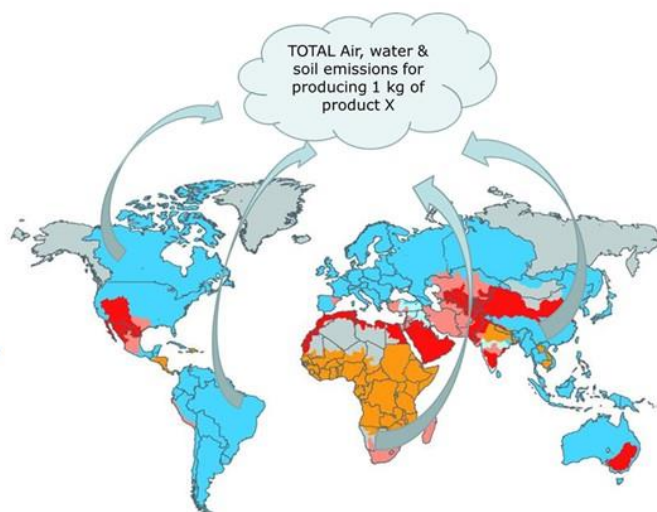 TOTAL Air, water &
soil emissions for
producing 1 kg of
product X